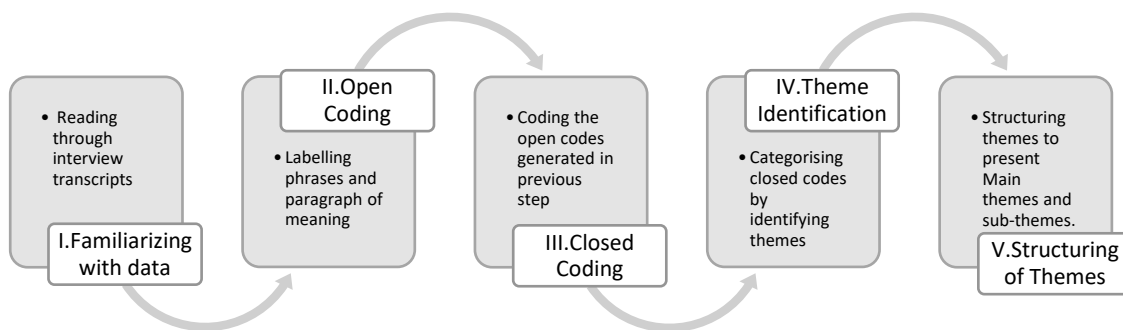 • Reading
through
interview
transcripts
I.Familiarizing
with data
II.Open
Coding
•Labelling
phrases and
paragraph of
meaning
•Coding the
open codes
generated in
previous
step
III.Closed
Coding
IV.Theme
Identification
•Categorising
closed codes
by
identifying
themes
•Structuring
themes to
present
Main
themes and
sub-themes.
V.Structuring
of Themes